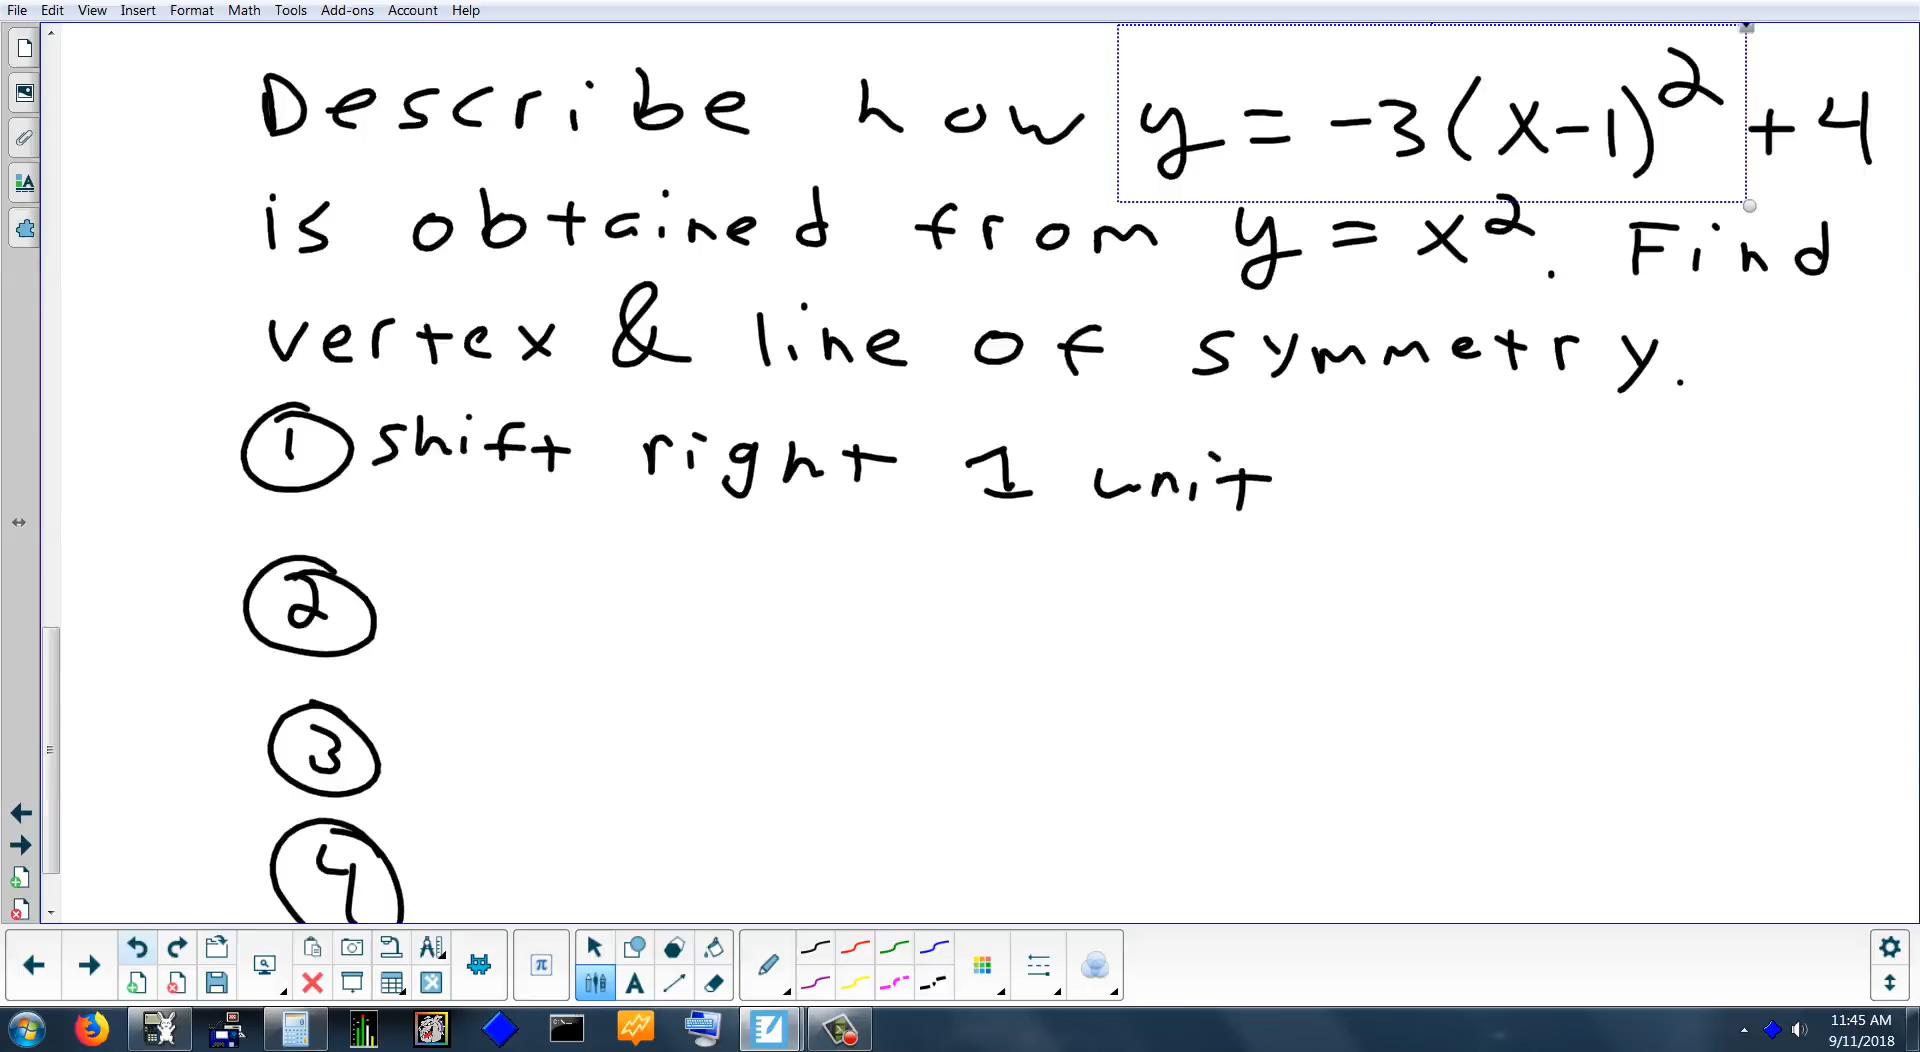 File Edit View Insert Format Math Tools Add-ons Account Help
Describe how y = -3(x-1)² + 4
is obtained from y = x². Find
vertex & line of symmetry.
① shift right 1 unit
②
③
④
11:45 AM
9/11/2018